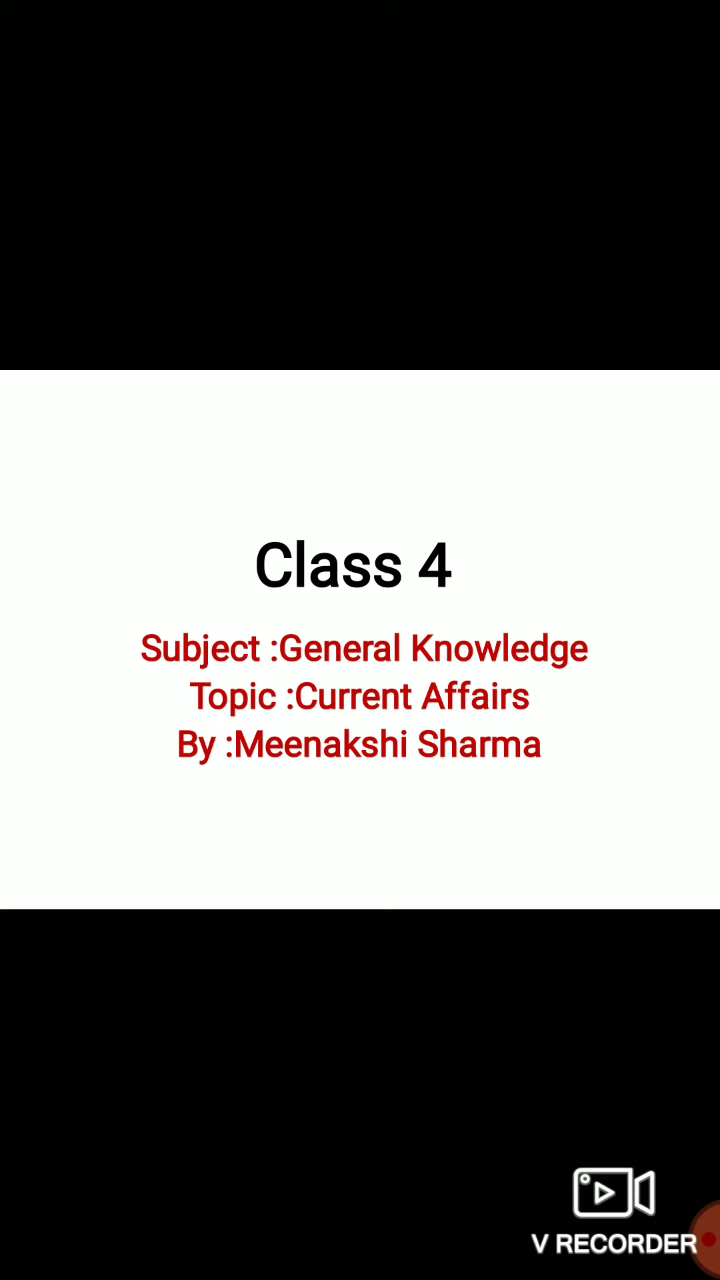 Class 4
Subject :General Knowledge
Topic :Current Affairs
By :Meenakshi Sharma
V RECORDER